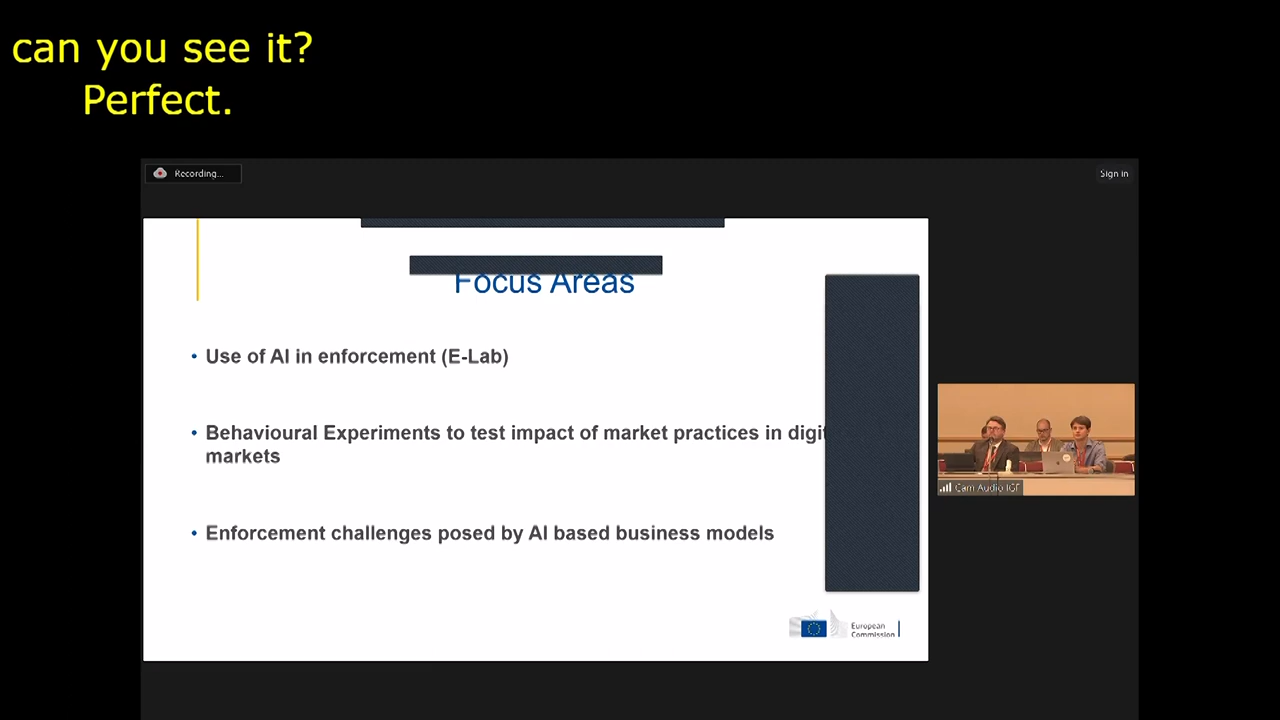 can you see it?
Perfect.
Recording...
Sign in
Focus Areas
• Use of AI in enforcement (E-Lab)
• Behavioural Experiments to test impact of market practices in
markets
• Enforcement challenges posed by AI based business models
European
Commission
Cam Audio IGF